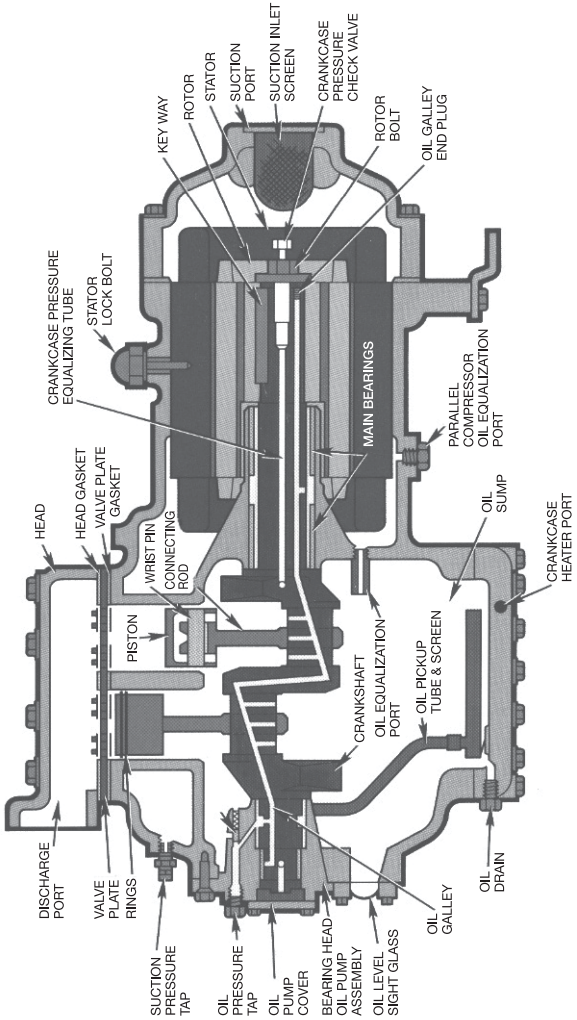 CRANKCASE PRESSURE
EQUALIZING TUBE
STATOR
LOCK BOLT
KEY WAY
ROTOR
STATOR
SUCTION
PORT
SUCTION INLET
SCREEN
CRANKCASE
PRESSURE
CHECK VALVE
ROTOR
BOLT
OIL GALLEY
END PLUG
HEAD
HEAD GASKET
VALVE PLATE
GASKET
WRIST PIN
CONNECTING
ROD
PISTON
MAIN BEARINGS
PARALLEL
COMPRESSOR
OIL EQUALIZATION
PORT
OIL
SUMP
CRANKCASE
HEATER PORT
CRANKSHAFT
OIL EQUALIZATION
PORT
OIL PICKUP
TUBE & SCREEN
DISCHARGE
PORT
VALVE
PLATE
RINGS
SUCTION
PRESSURE
TAP
OIL
PRESSURE
TAP
OIL
PUMP
COVER
BEARING HEAD
OIL PUMP
ASSEMBLY
OIL LEVEL
SIGHT GLASS
OIL
GALLEY
OIL
DRAIN